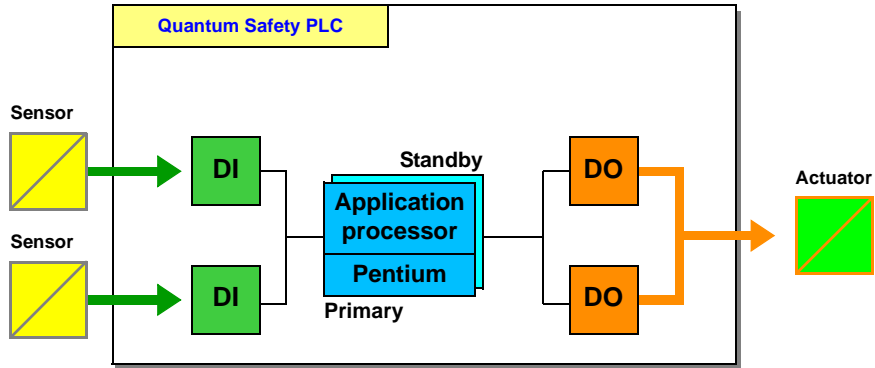 Quantum Safety PLC
Sensor
DI
Standby
DO
Application
processor
Pentium
Primary
Actuator
Sensor
DI
DO